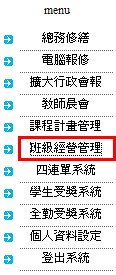 menu
總務修繕
電腦報修
擴大行政會報
教師晨會
課程計畫管理
班級經營管理
四連單系統
學生受獎系統
全勤受獎系統
個人資料設定
登出系統